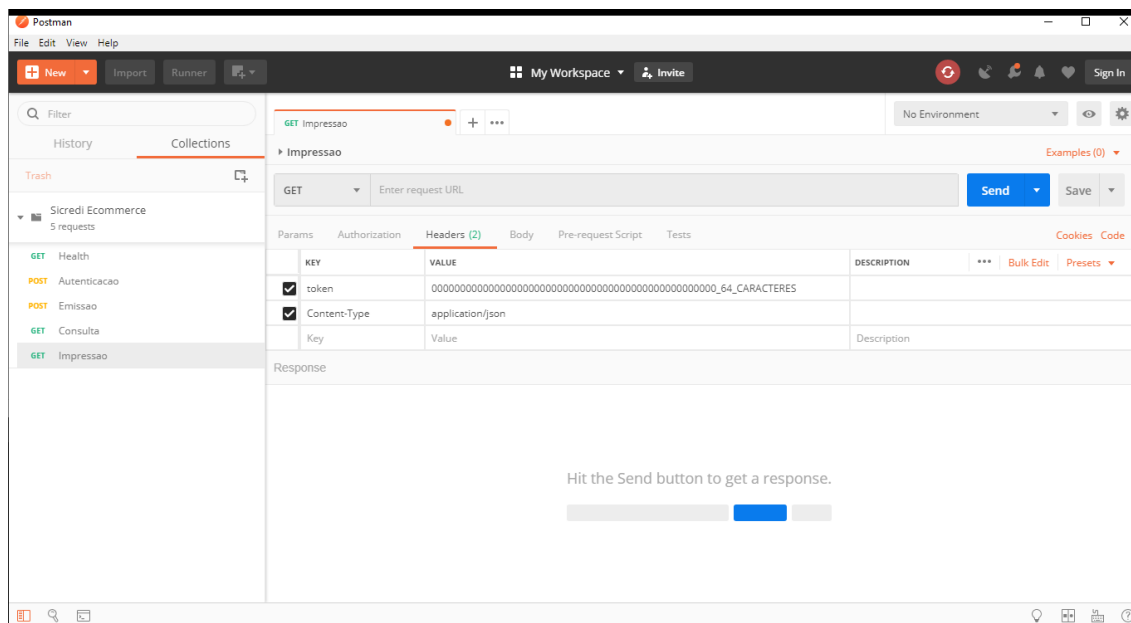 Postman
File Edit View Help
New Import Runner My Workspace Invite Sign In
Filter
History Collections
Trash
Sicredi Ecommerce
5 requests
GET Health
POST Autenticacao
POST Emissao
GET Consulta
GET Impressao
GET Impressao
No Environment
Impressao Examples (0)
GET Enter request URL Send Save
Params Authorization Headers (2) Body Pre-request Script Tests Cookies Code
KEY VALUE DESCRIPTION Bulk Edit Presets
token 000000000000000000000000000000000000000000000000000_64_CARACTERES
Content-Type application/json
Key Value Description
Response
Hit the Send button to get a response.